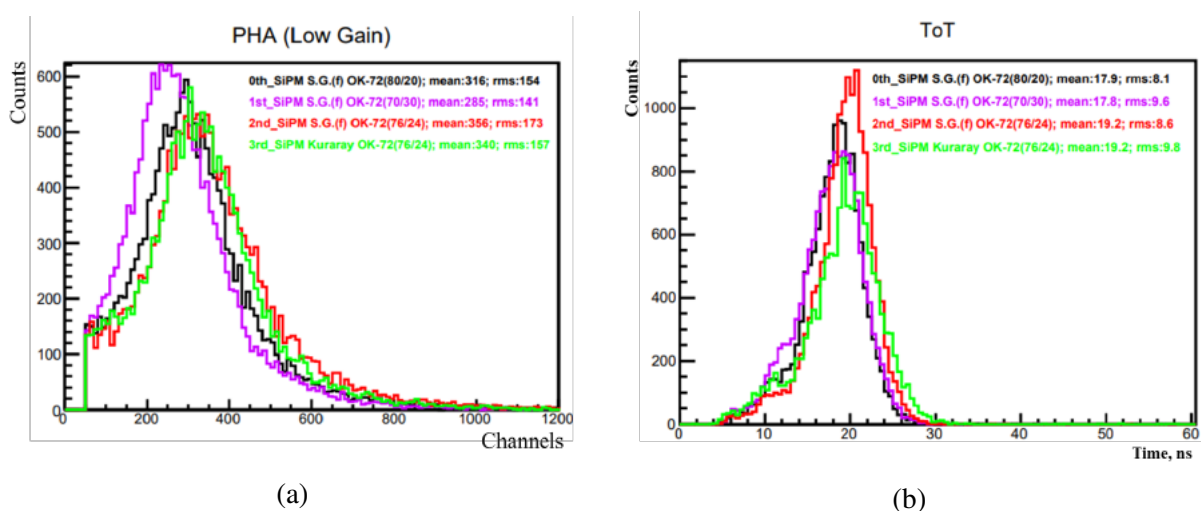 PHA (Low Gain)
Counts
600
500
400
300
200
100
0
0th_SiPM S.G.(f) OK-72(80/20); mean:316; rms:154
1st_SiPM S.G.(f) OK-72(70/30); mean:285; rms:141
2nd_SiPM S.G.(f) OK-72(76/24); mean:356; rms:173
3rd_SiPM Kuraray OK-72(76/24); mean:340; rms:157
0 200 400 600 800 1000 1200
Channels
(a)
ToT
Counts
1000
800
600
400
200
0
0th_SiPM S.G.(f) OK-72(80/20); mean:17.9; rms:8.1
1st_SiPM S.G.(f) OK-72(70/30); mean:17.8; rms:9.6
2nd_SiPM S.G.(f) OK-72(76/24); mean:19.2; rms:8.6
3rd_SiPM Kuraray OK-72(76/24); mean:19.2; rms:9.8
0 10 20 30 40 50 60
Time, ns
(b)